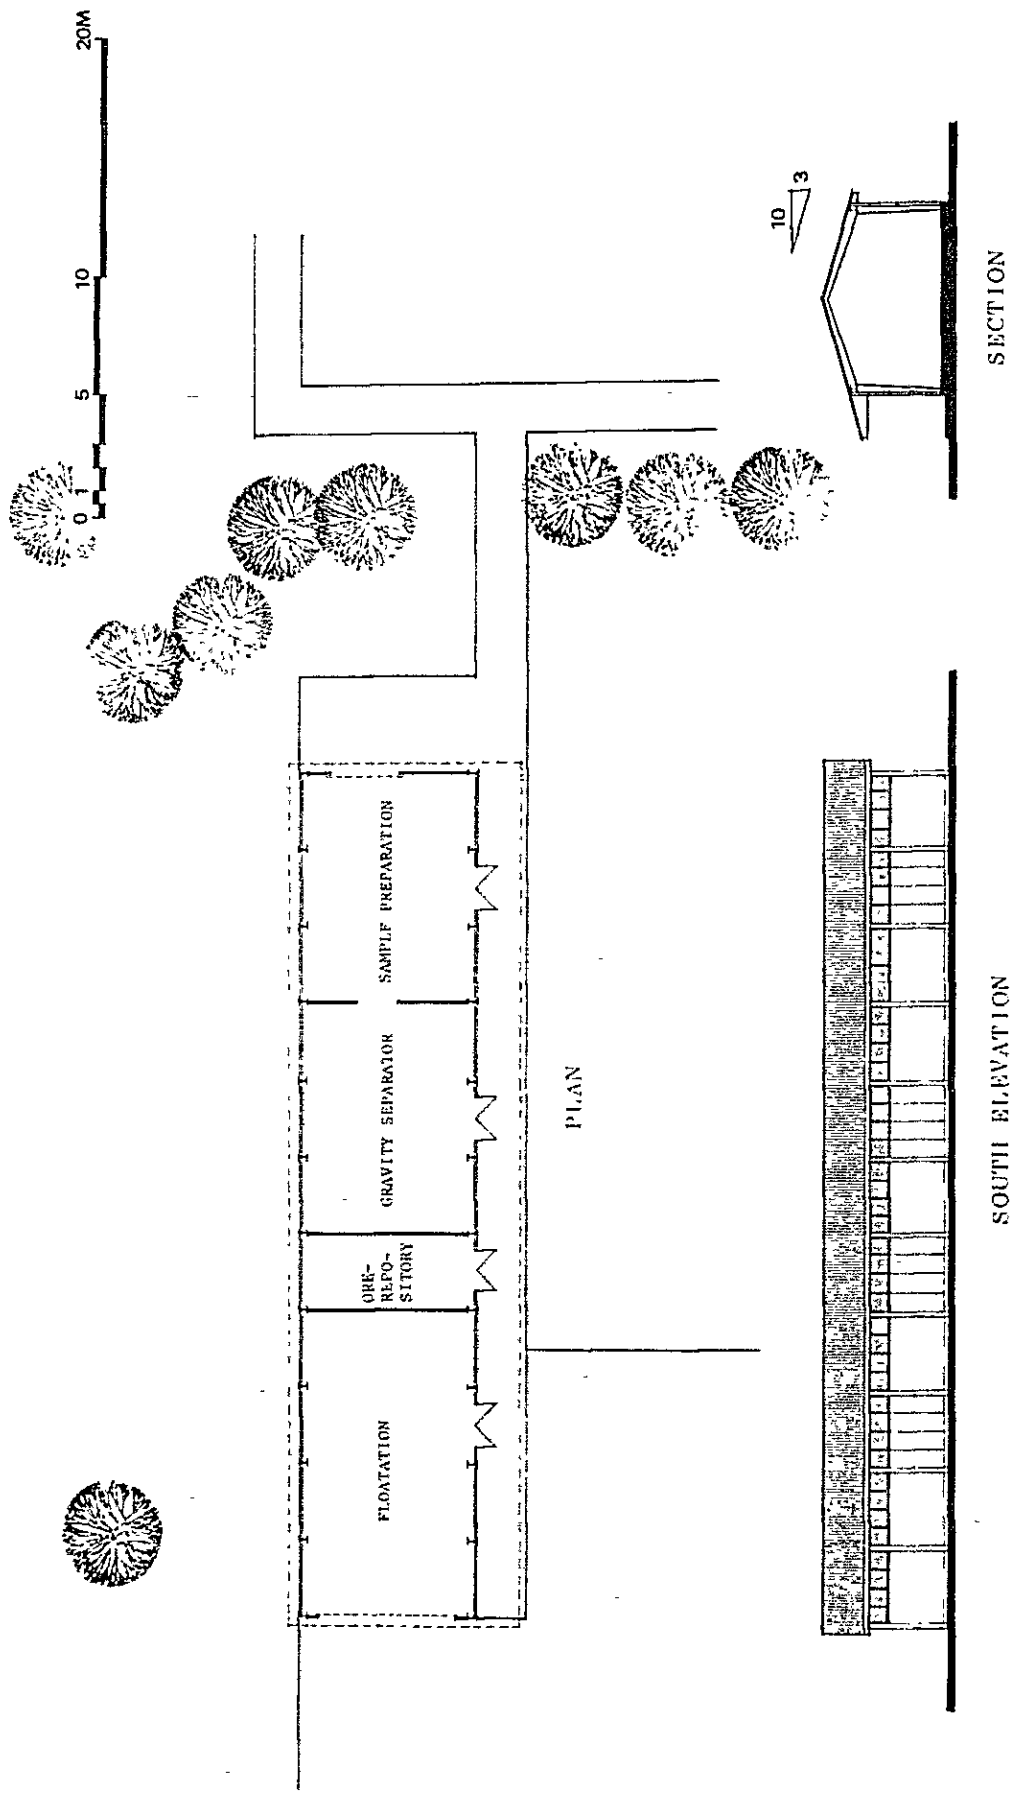 0 1 5 10 20M
FLOATATION
ORE-
REPO-
SITORY
GRAVITY SEPARATOR
SAMPLE PREPARATION
PLAN
10
3
SOUTH ELEVATION
SECTION